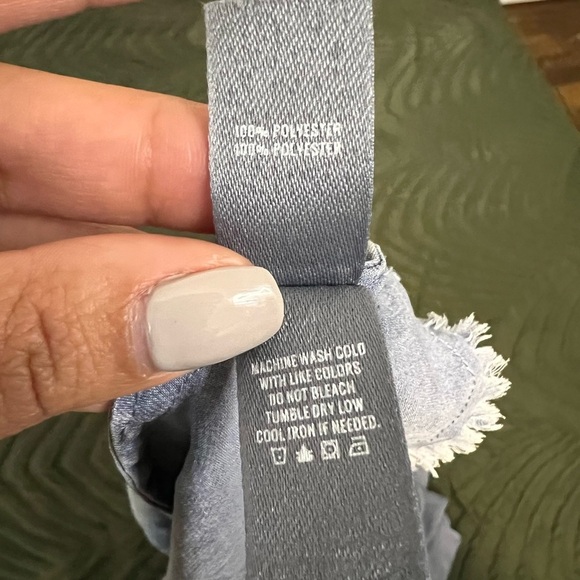 100% POLYESTER
100% POLYESTER
MACHINE WASH COLD
WITH LIKE COLORS
DO NOT BLEACH
TUMBLE DRY LOW
COOL IRON IF NEEDED.